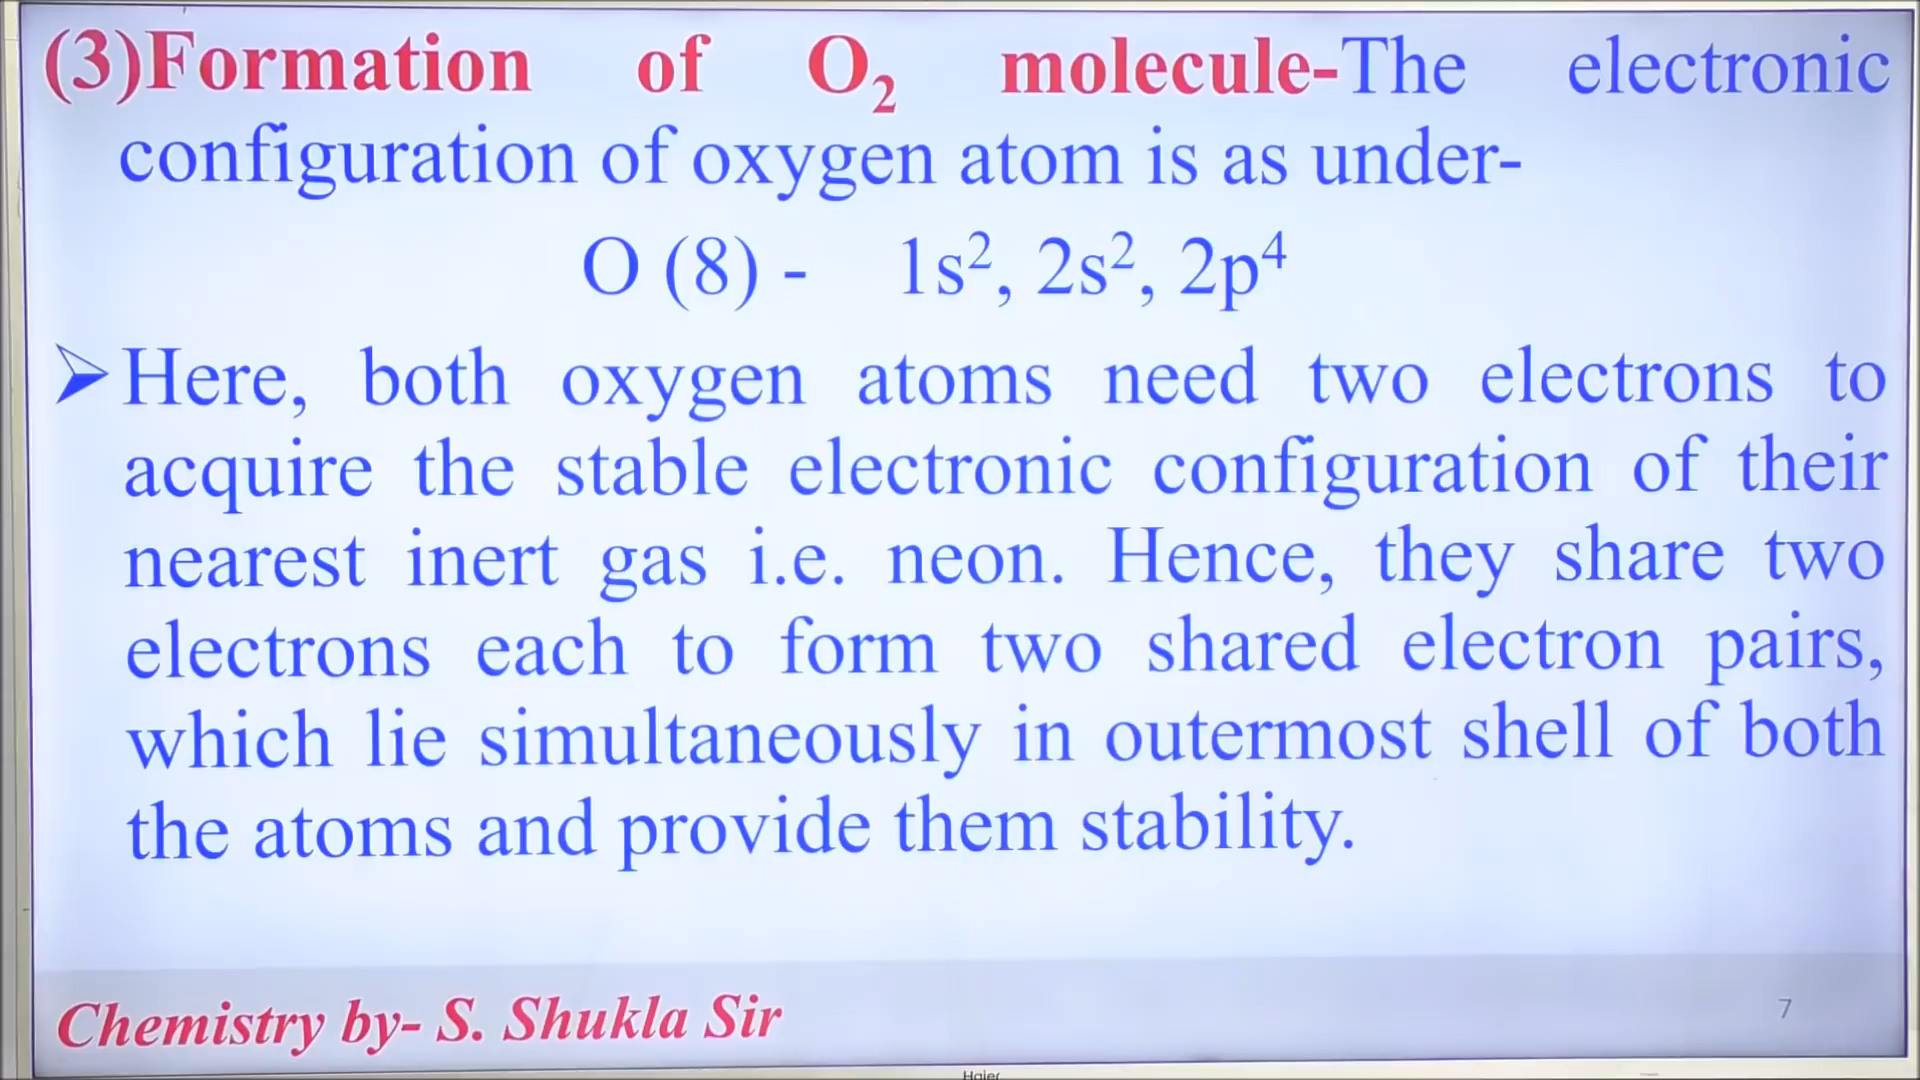 (3)Formation of O₂ molecule-The electronic
configuration of oxygen atom is as under-
O (8) - 1s², 2s², 2p⁴
➢Here, both oxygen atoms need two electrons to
acquire the stable electronic configuration of their
nearest inert gas i.e. neon. Hence, they share two
electrons each to form two shared electron pairs,
which lie simultaneously in outermost shell of both
the atoms and provide them stability.
Chemistry by- S. Shukla Sir
7
Haier